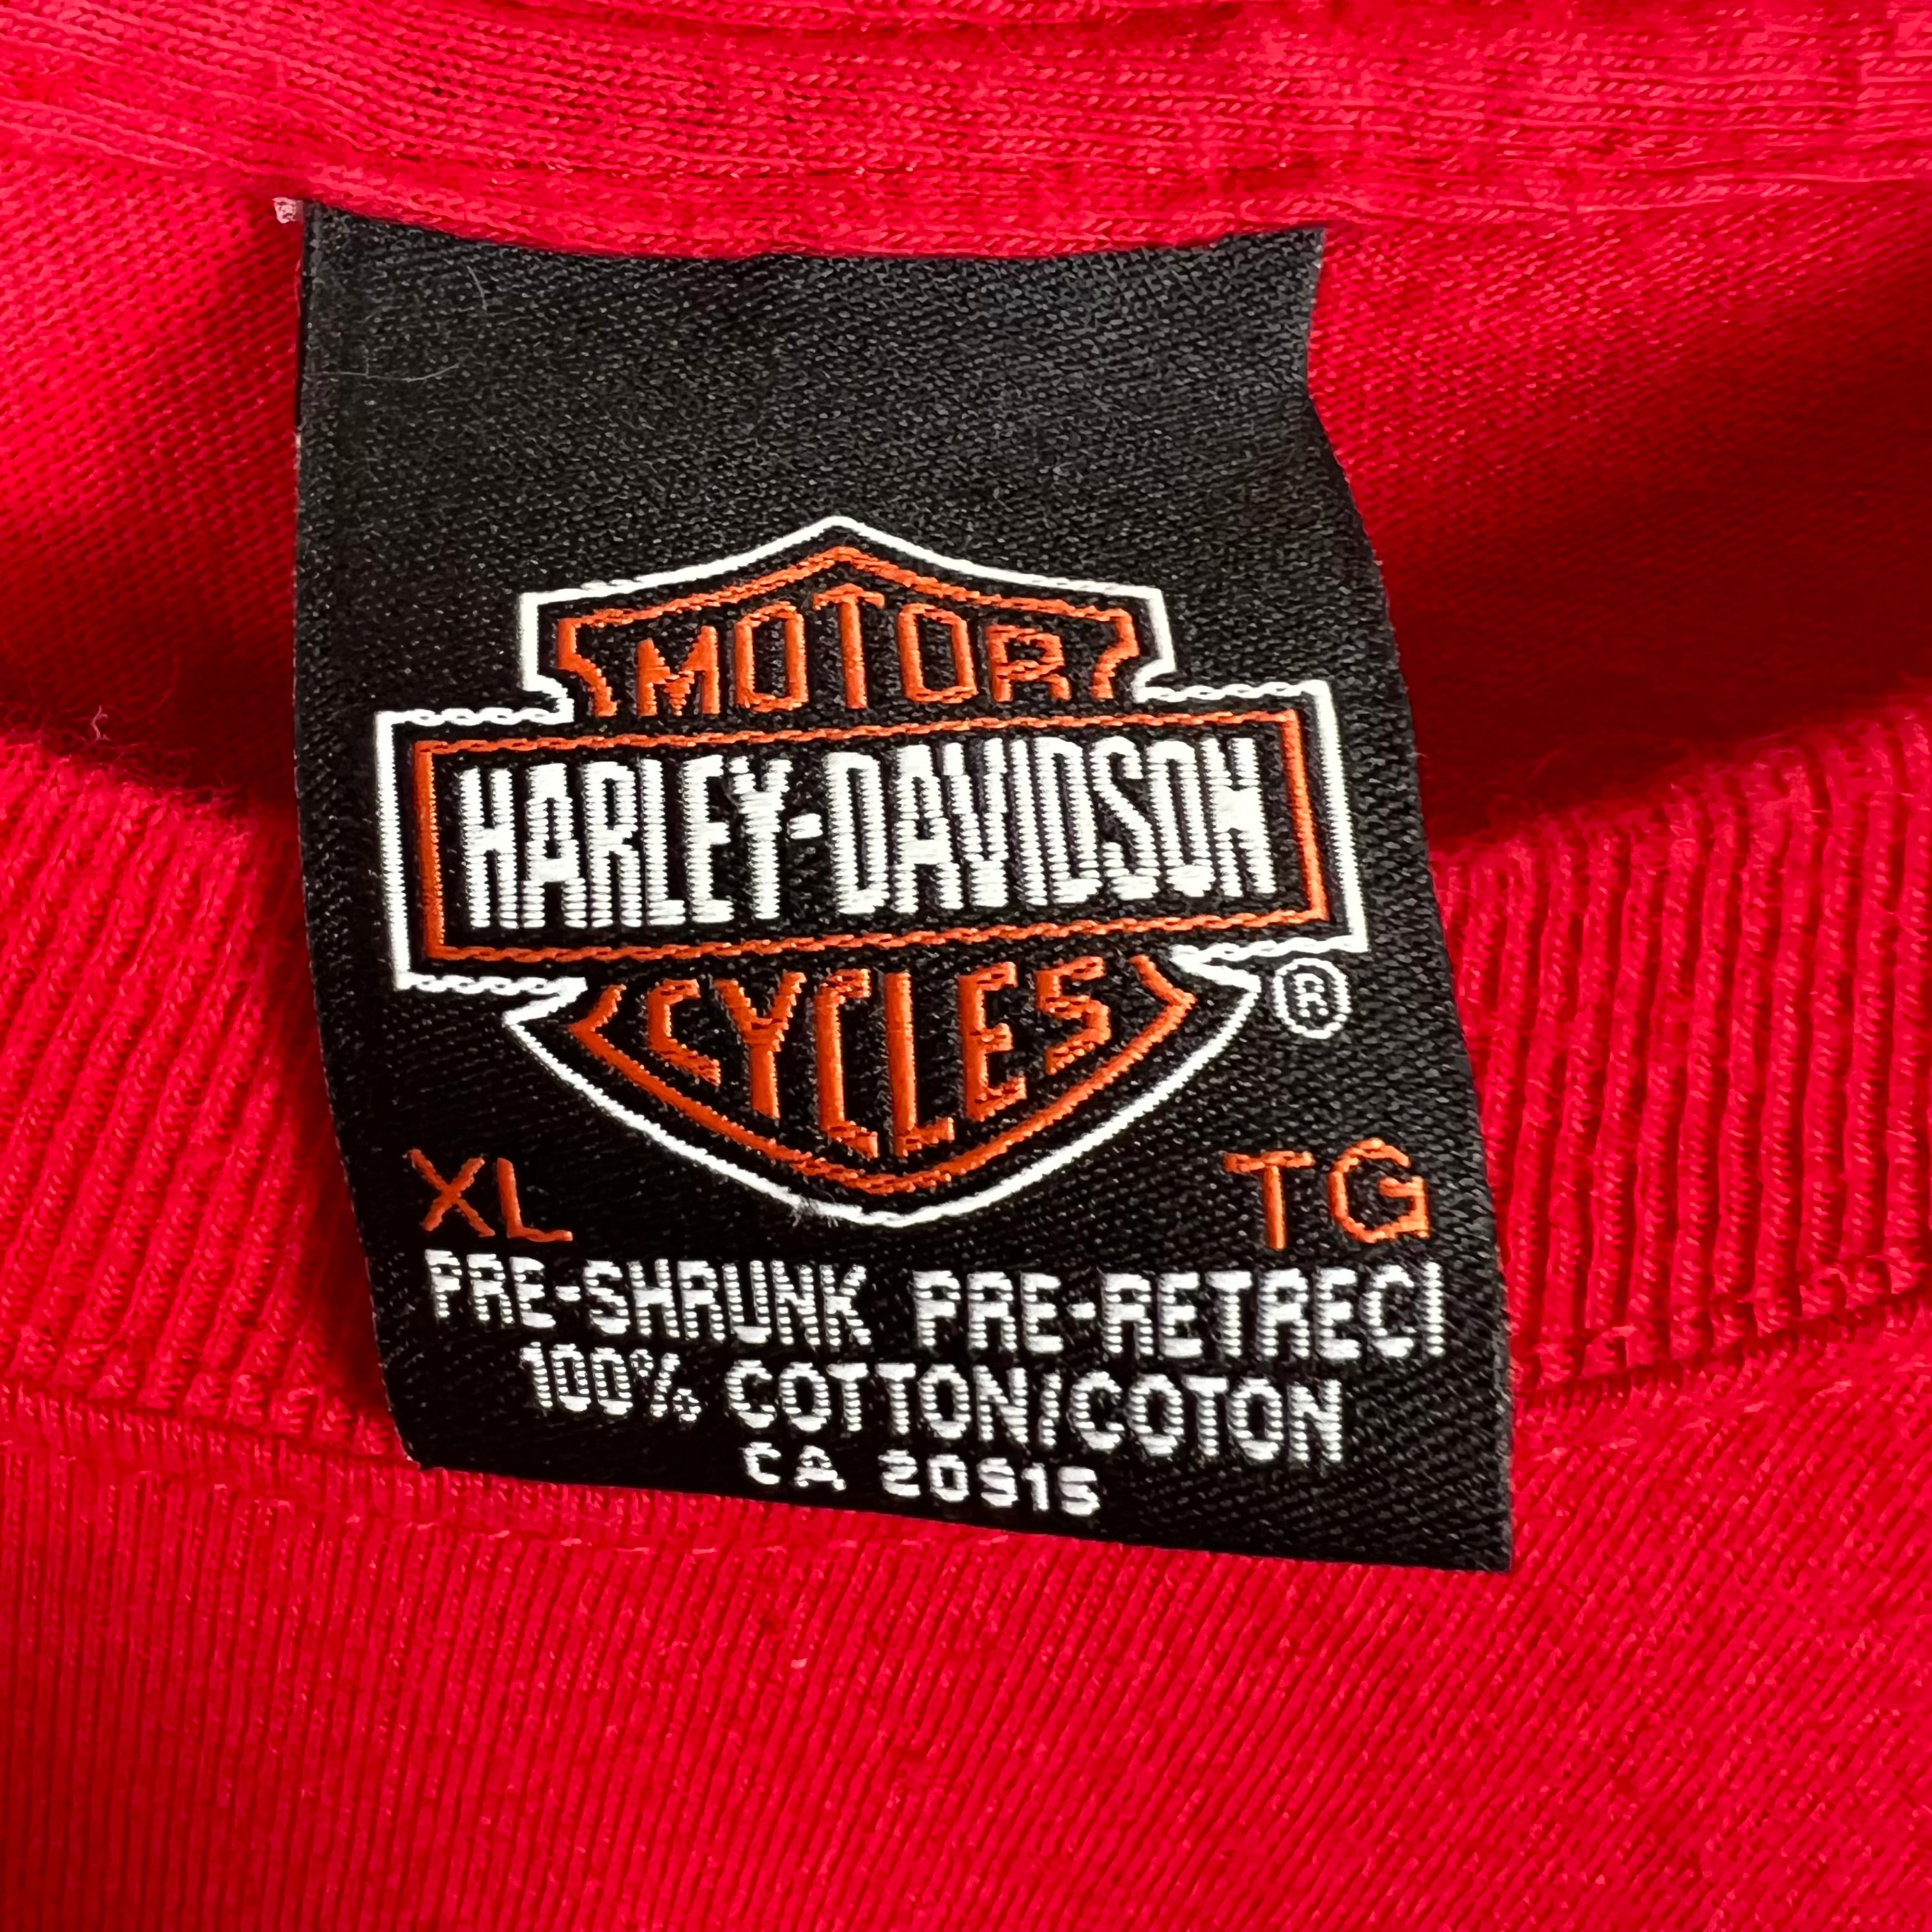 MOTOR
HARLEY-DAVIDSON
CYCLES
®
XL TG
PRE-SHRUNK PRE-RETRECI
100% COTTON/COTON
CA 20915